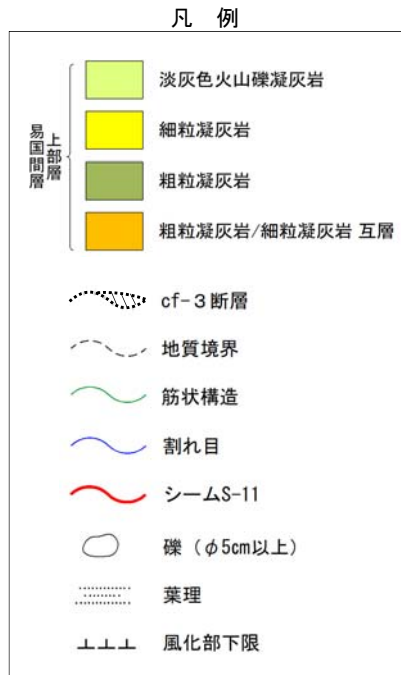 凡 例
易国間層
上部層
淡灰色火山礫凝灰岩
細粒凝灰岩
粗粒凝灰岩
粗粒凝灰岩/細粒凝灰岩 互層
cf-3断層
地質境界
筋状構造
割れ目
シームS-11
礫（φ5cm以上）
葉理
風化部下限